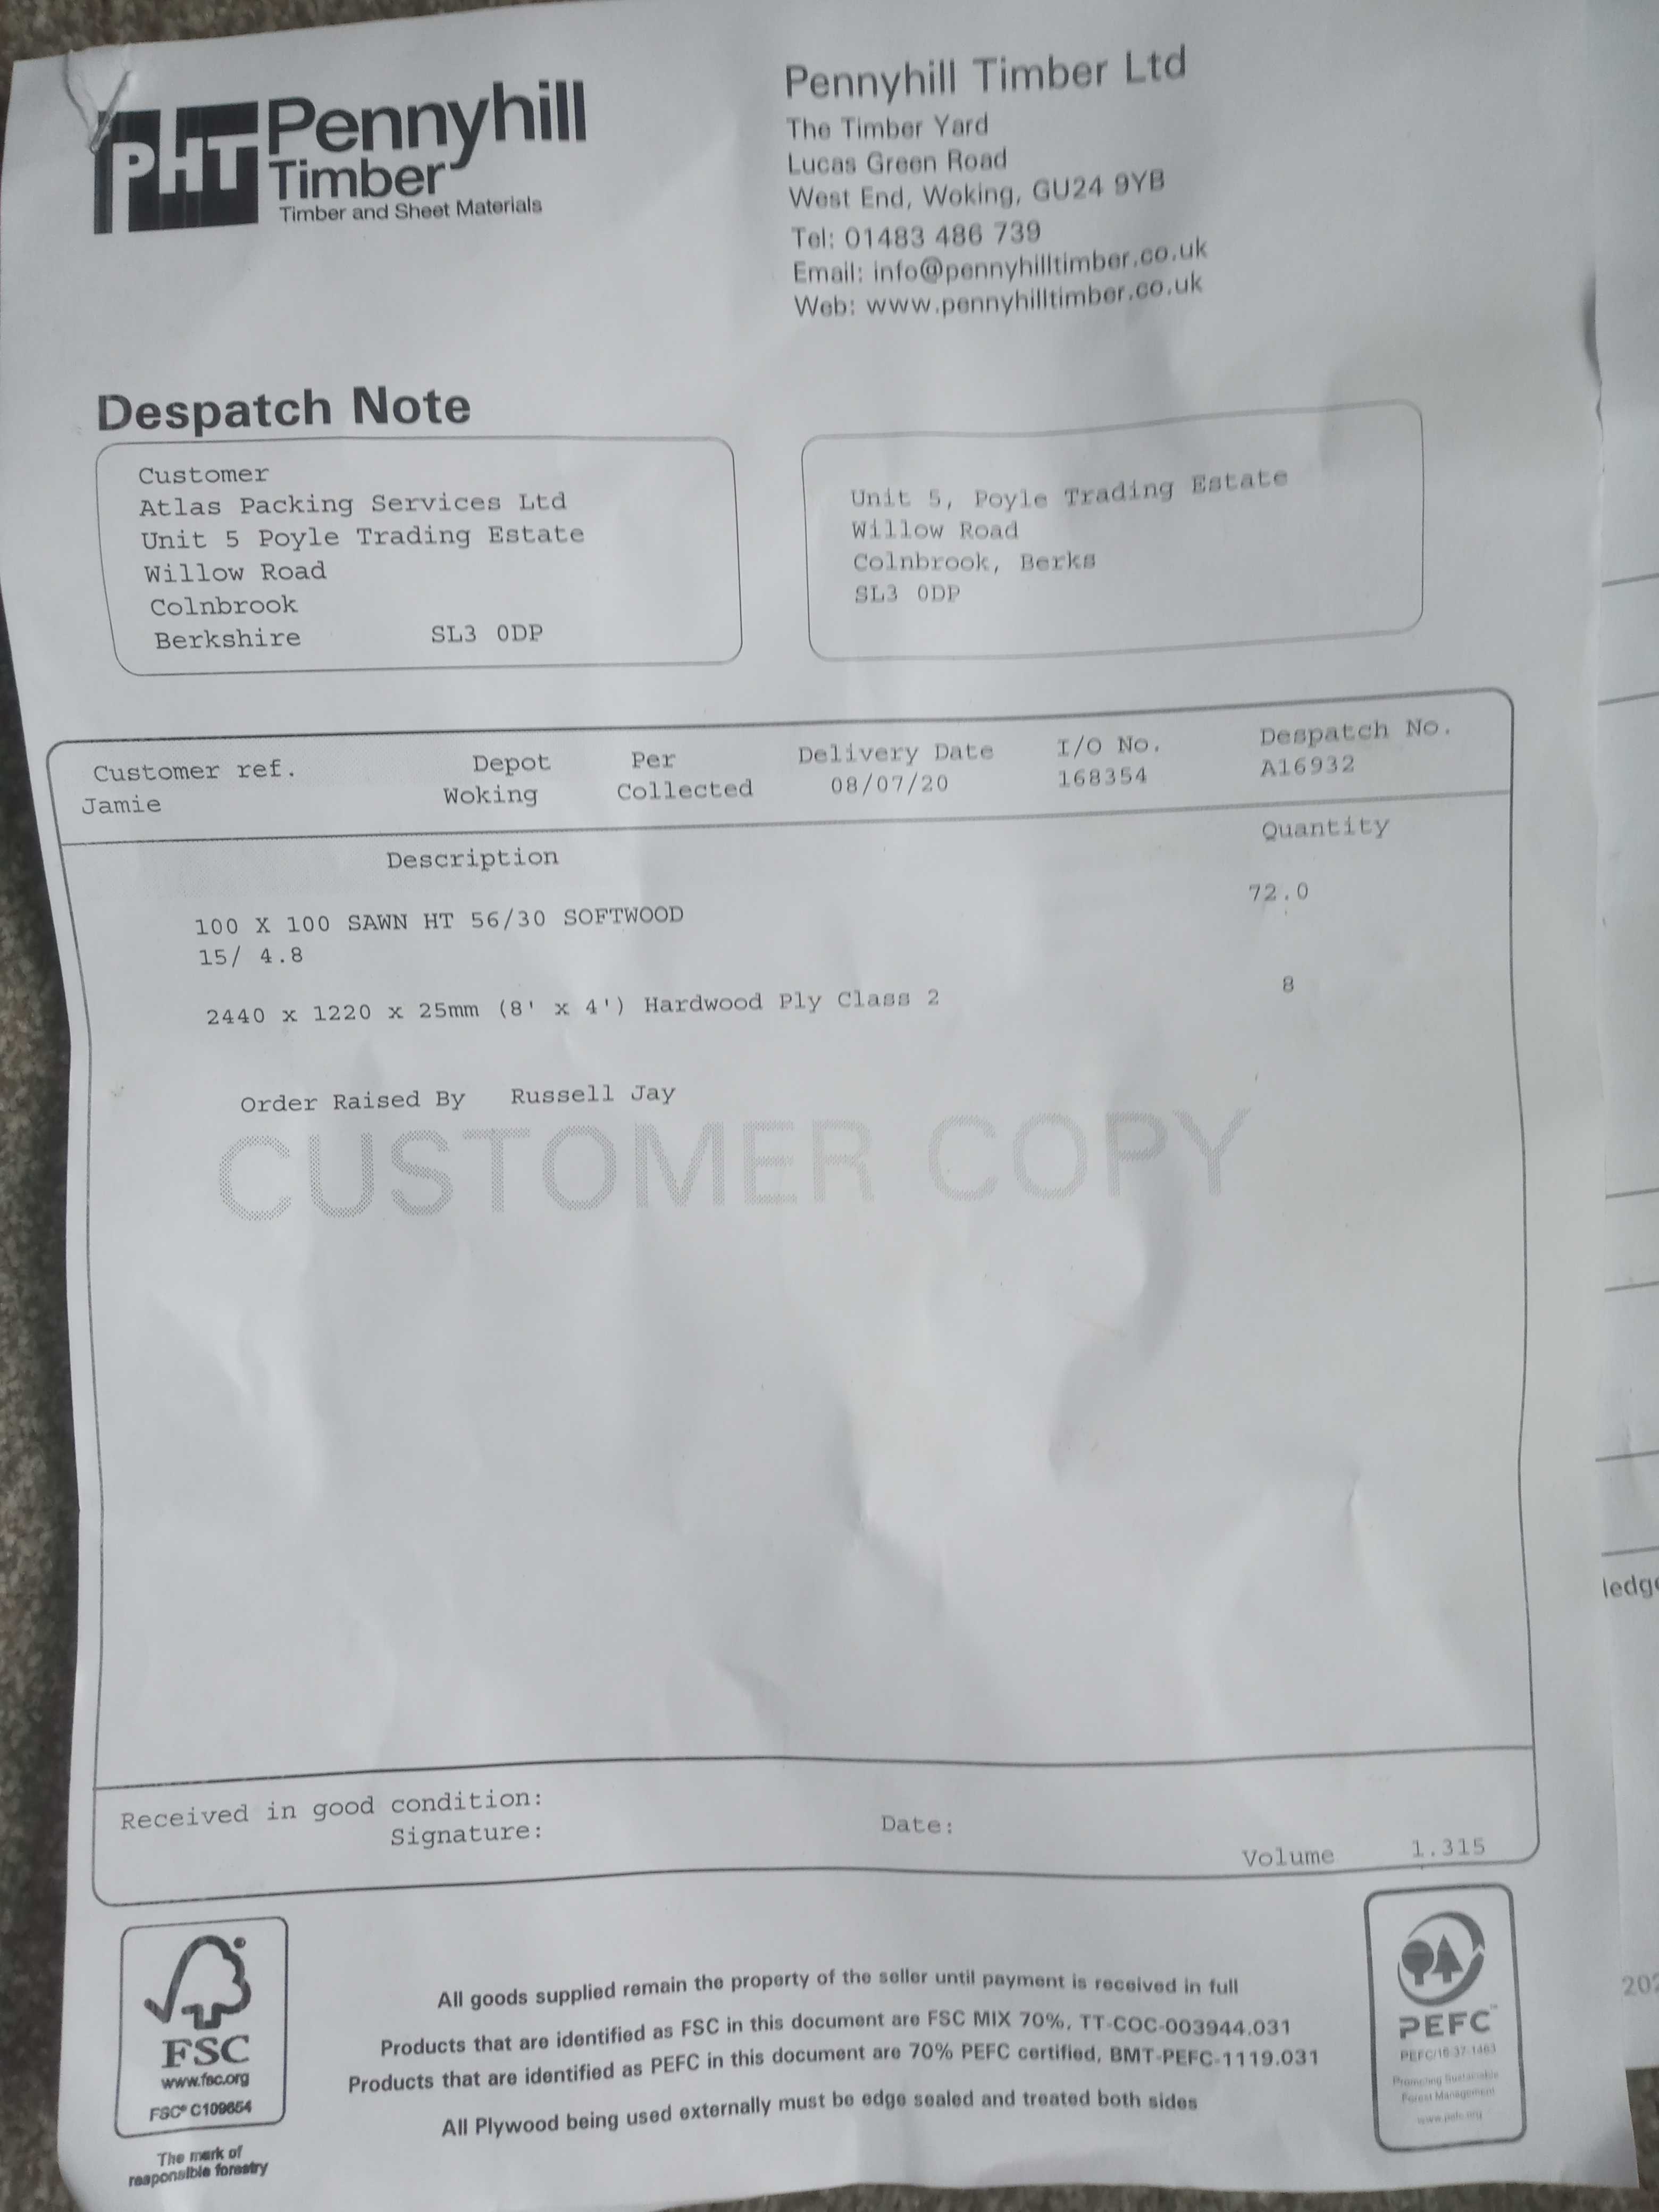 PHT Pennyhill
Timber
Timber and Sheet Materials
Pennyhill Timber Ltd
The Timber Yard
Lucas Green Road
West End, Woking, GU24 9YB
Tel: 01483 486 739
Email: info@pennyhilltimber.co.uk
Web: www.pennyhilltimber.co.uk
Despatch Note
Customer
Atlas Packing Services Ltd
Unit 5 Poyle Trading Estate
Willow Road
Colnbrook
Berkshire SL3 0DP
Unit 5, Poyle Trading Estate
Willow Road
Colnbrook, Berks
SL3 0DP
Customer ref. Depot Per Delivery Date I/O No. Despatch No.
Jamie Woking Collected 08/07/20 168354 A16932
Description Quantity
100 X 100 SAWN HT 56/30 SOFTWOOD 72.0
15/ 4.8
2440 x 1220 x 25mm (8' x 4') Hardwood Ply Class 2 8
Order Raised By Russell Jay
CUSTOMER COPY
Received in good condition:
Signature: Date:
Volume 1.315
FSC
www.fsc.org
FSC® C109654
The mark of
responsible forestry
All goods supplied remain the property of the seller until payment is received in full
Products that are identified as FSC in this document are FSC MIX 70%, TT-COC-003944.031
Products that are identified as PEFC in this document are 70% PEFC certified, BMT-PEFC-1119.031
All Plywood being used externally must be edge sealed and treated both sides
PEFC™
PEFC/16-37-1463
Promoting Sustainable
Forest Management
www.pefc.org